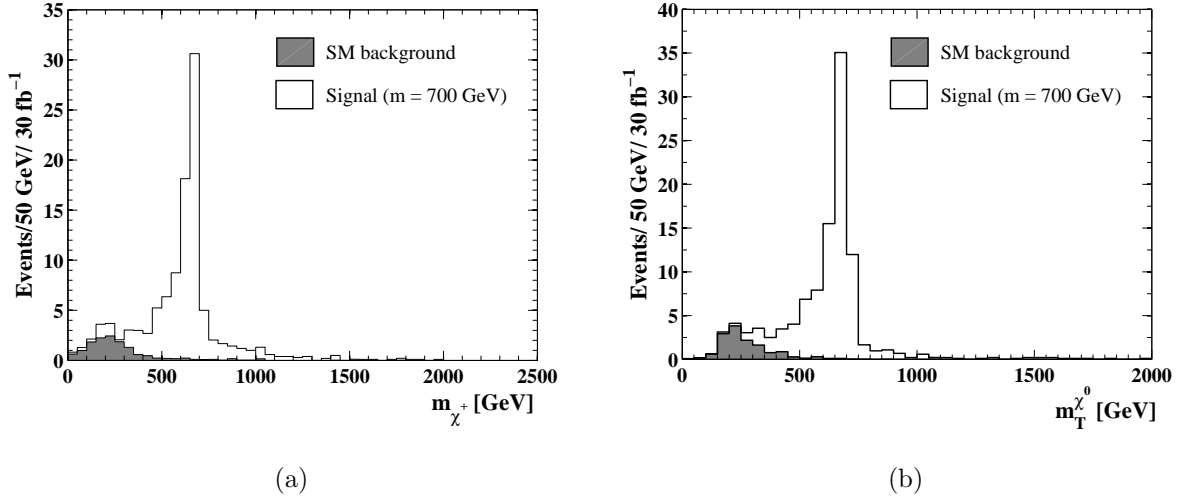 35
30
25
20
15
10
5
0
Events/50 GeV/ 30 fb⁻¹
SM background
Signal (m = 700 GeV)
0 500 1000 1500 2000 2500
m_χ⁺ [GeV]
(a)
40
35
30
25
20
15
10
5
0
Events/ 50 GeV/ 30 fb⁻¹
SM background
Signal (m = 700 GeV)
0 500 1000 1500 2000
m_T^χ⁰ [GeV]
(b)